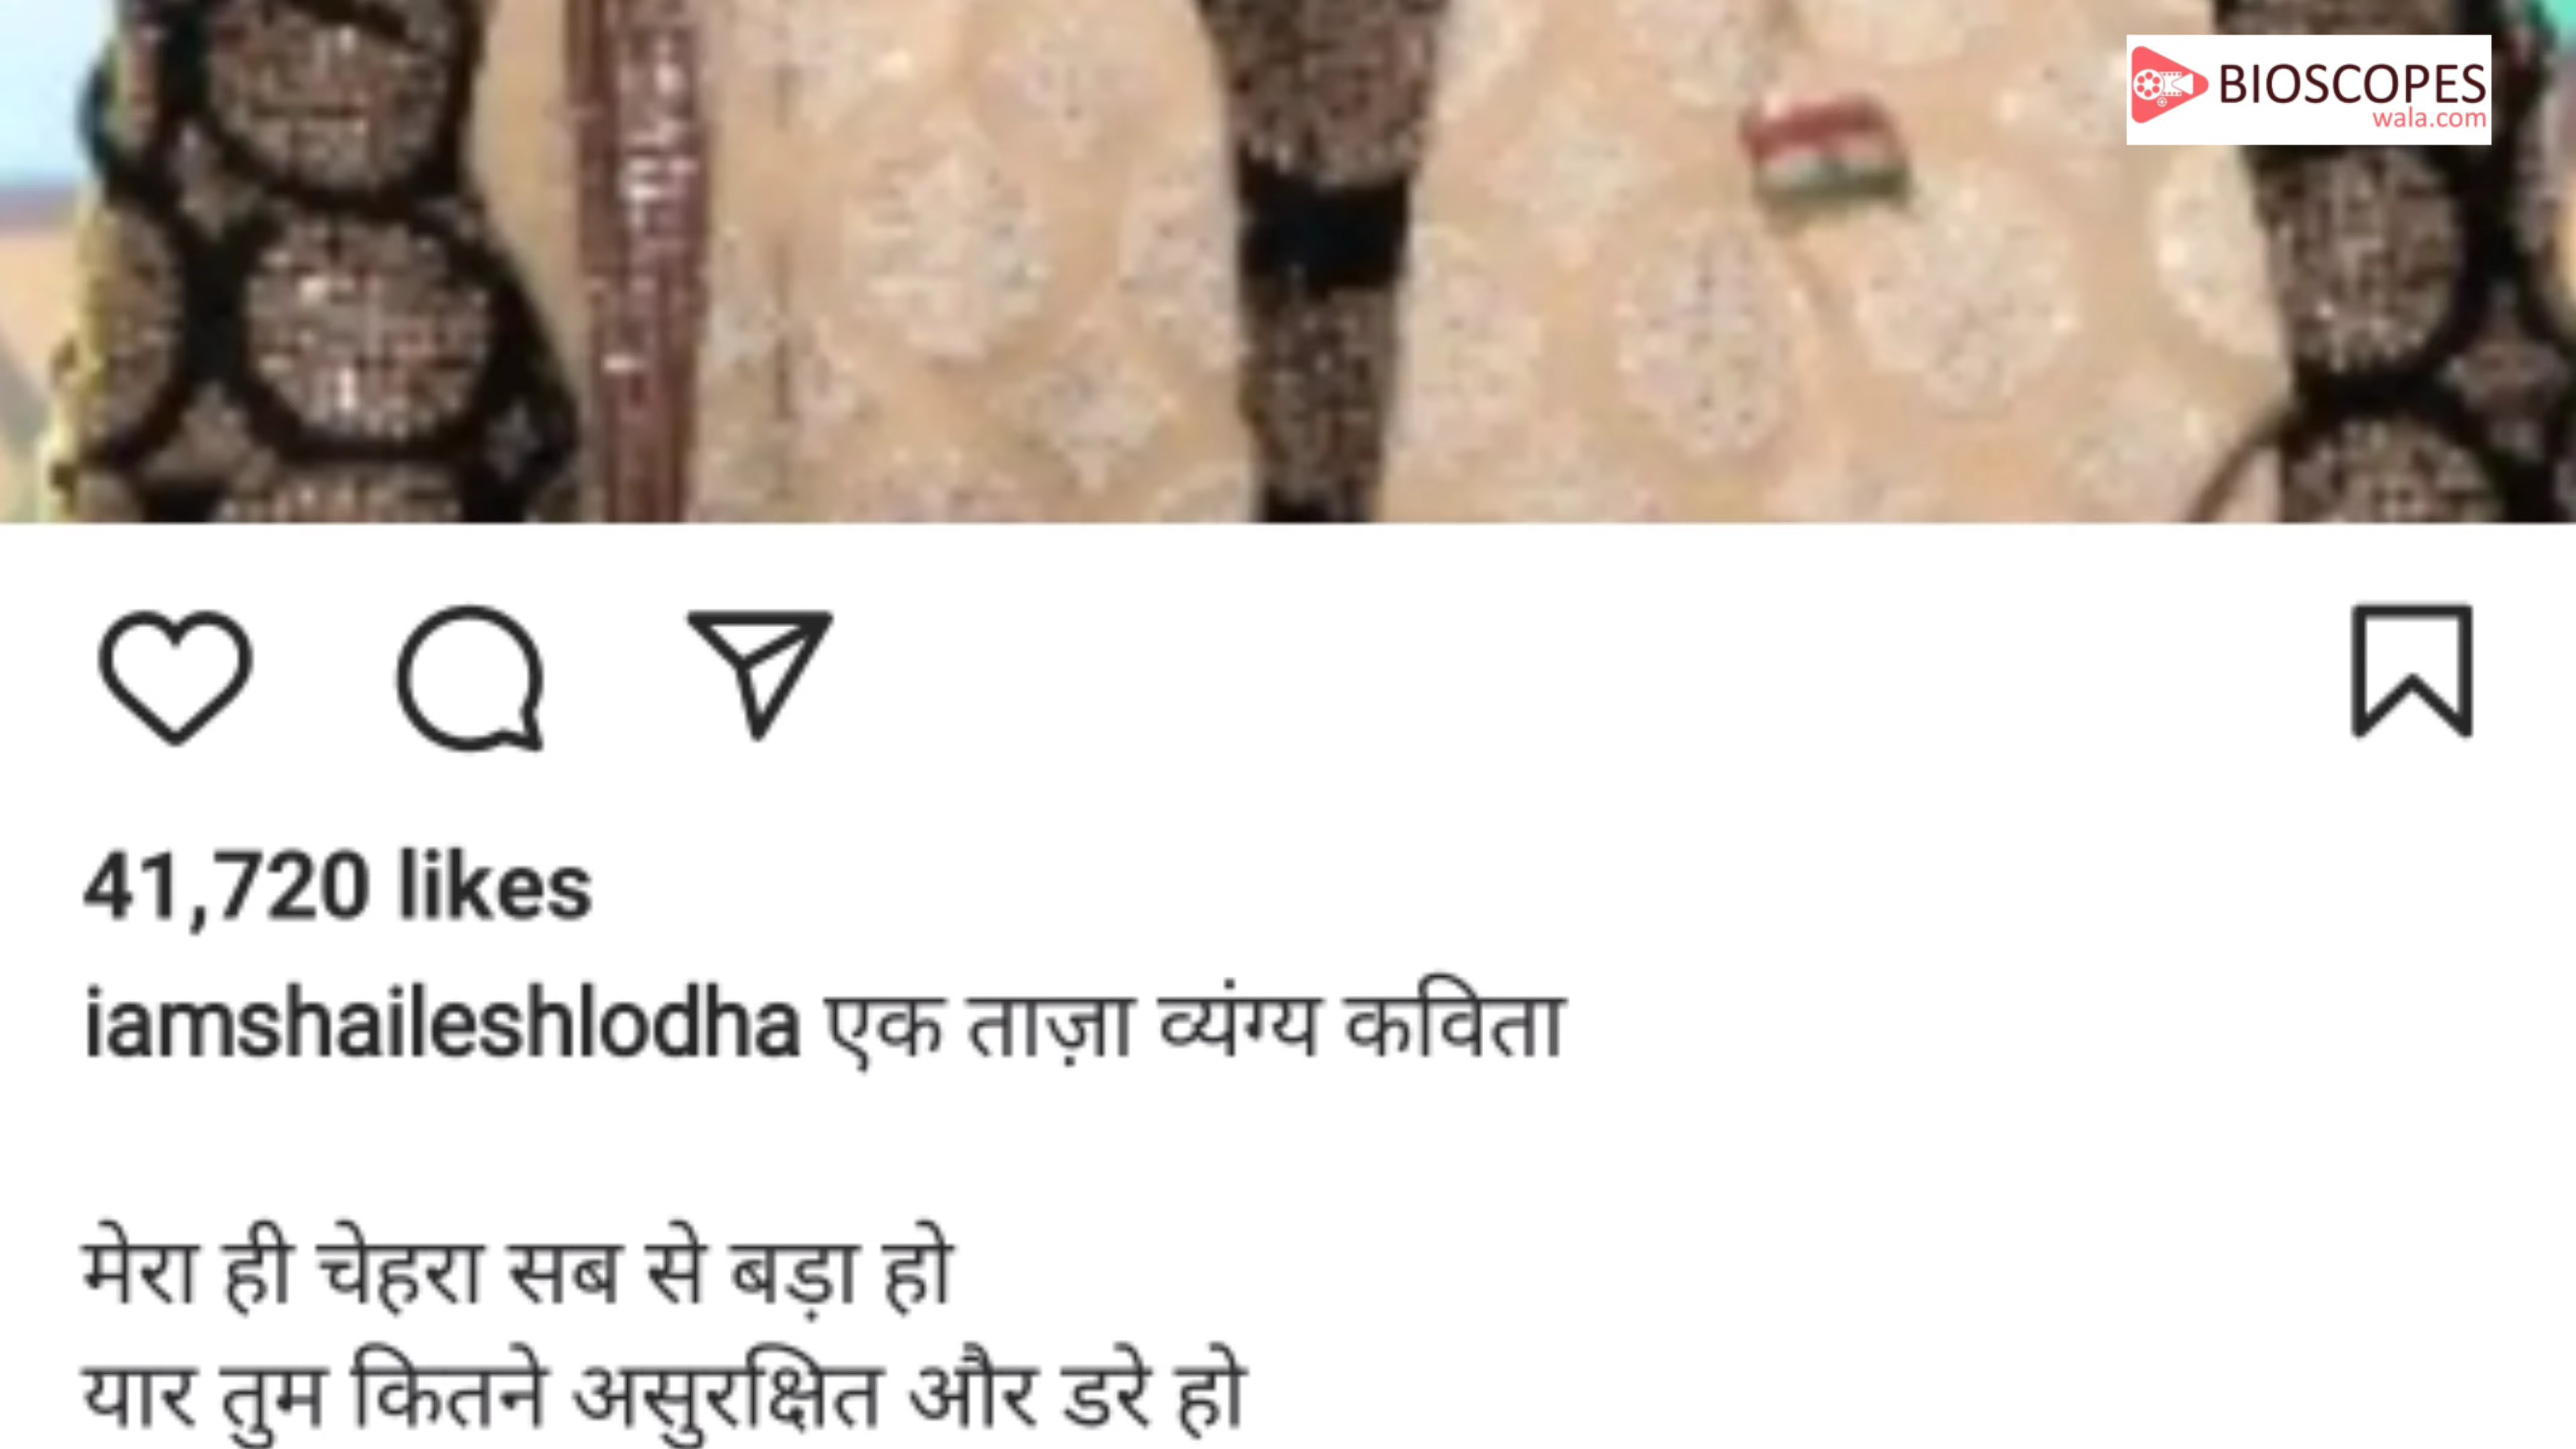 BIOSCOPES
wala.com
41,720 likes
iamshaileshlodha एक ताज़ा व्यंग्य कविता
मेरा ही चेहरा सब से बड़ा हो
यार तुम कितने असुरक्षित और डरे हो